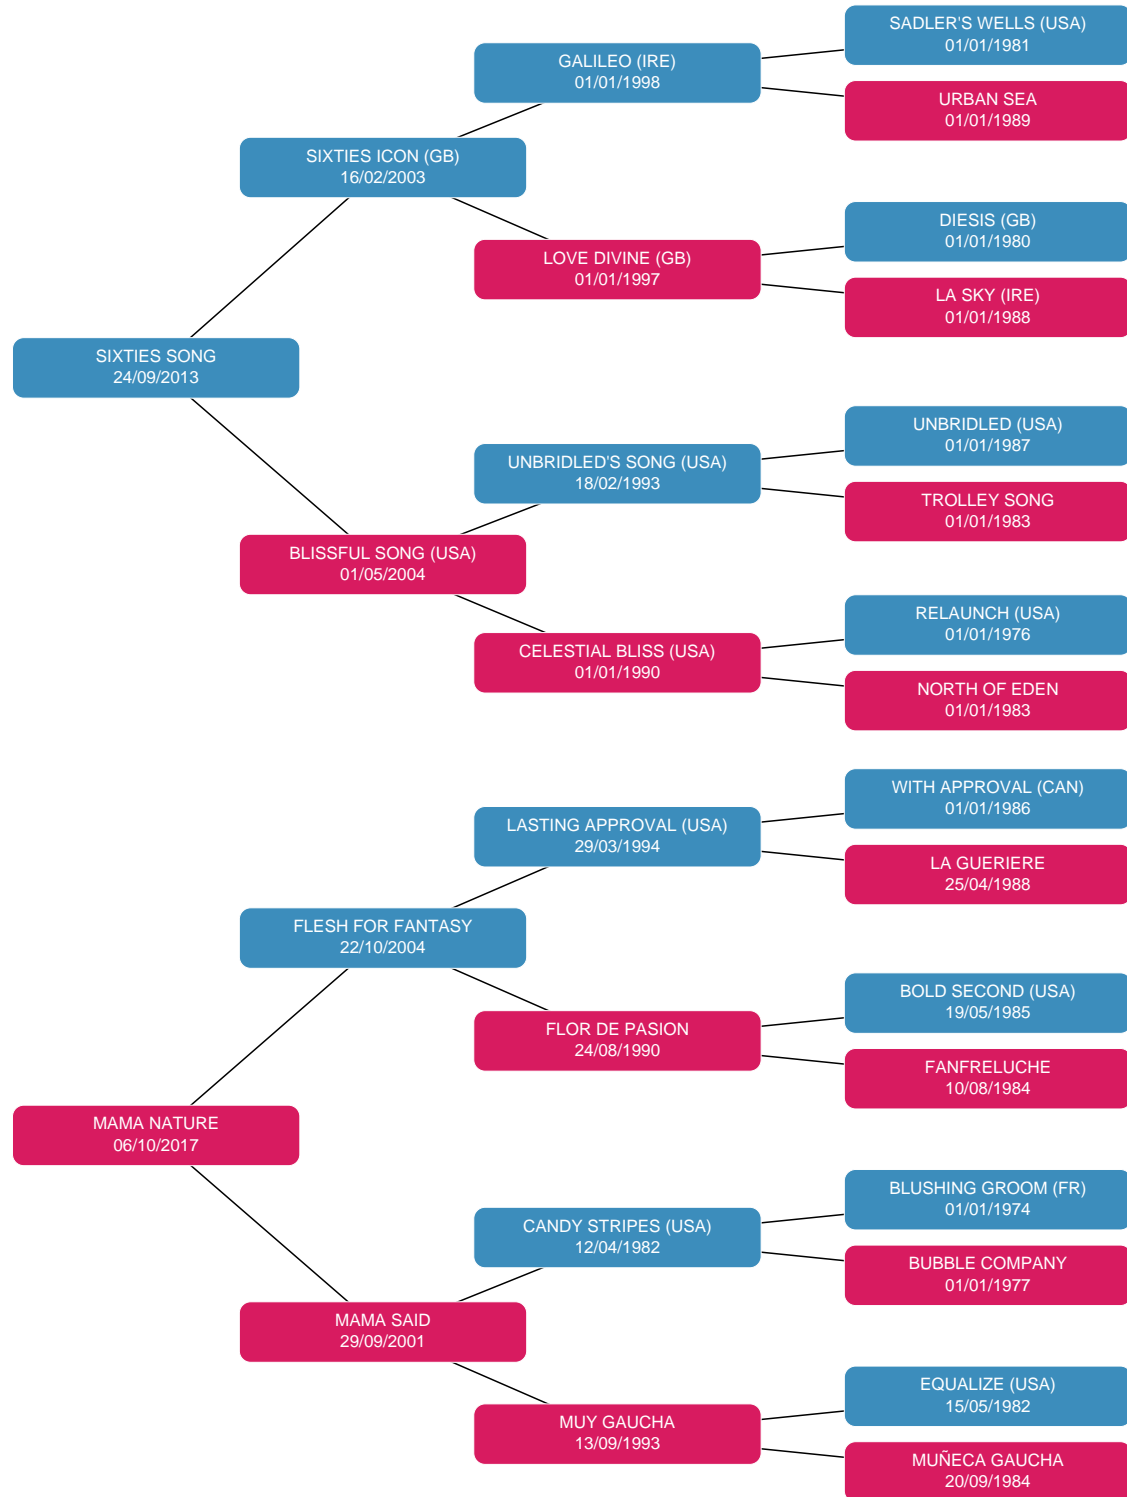 SADLER'S WELLS (USA)
01/01/1981
GALILEO (IRE)
01/01/1998
URBAN SEA
01/01/1989
SIXTIES ICON (GB)
16/02/2003
DIESIS (GB)
01/01/1980
LOVE DIVINE (GB)
01/01/1997
LA SKY (IRE)
01/01/1988
SIXTIES SONG
24/09/2013
UNBRIDLED (USA)
01/01/1987
UNBRIDLED'S SONG (USA)
18/02/1993
TROLLEY SONG
01/01/1983
BLISSFUL SONG (USA)
01/05/2004
RELAUNCH (USA)
01/01/1976
CELESTIAL BLISS (USA)
01/01/1990
NORTH OF EDEN
01/01/1983
WITH APPROVAL (CAN)
01/01/1986
LASTING APPROVAL (USA)
29/03/1994
LA GUERIERE
25/04/1988
FLESH FOR FANTASY
22/10/2004
BOLD SECOND (USA)
19/05/1985
FLOR DE PASION
24/08/1990
FANFRELUCHE
10/08/1984
MAMA NATURE
06/10/2017
BLUSHING GROOM (FR)
01/01/1974
CANDY STRIPES (USA)
12/04/1982
BUBBLE COMPANY
01/01/1977
MAMA SAID
29/09/2001
EQUALIZE (USA)
15/05/1982
MUY GAUCHA
13/09/1993
MUÑECA GAUCHA
20/09/1984